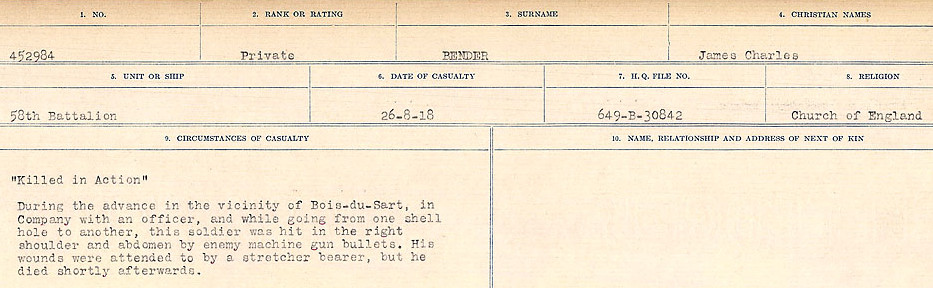 1. NO. 2. RANK OR RATING 3. SURNAME 4. CHRISTIAN NAMES
452984 Private BENDER James Charles
5. UNIT OR SHIP 6. DATE OF CASUALTY 7. H.Q. FILE NO. 8. RELIGION
58th Battalion 26-8-18 649-B-30842 Church of England
9. CIRCUMSTANCES OF CASUALTY 10. NAME, RELATIONSHIP AND ADDRESS OF NEXT OF KIN
"Killed in Action"
During the advance in the vicinity of Bois-du-Sart, in
Company with an officer, and while going from one shell
hole to another, this soldier was hit in the right
shoulder and abdomen by enemy machine gun bullets. His
wounds were attended to by a stretcher bearer, but he
died shortly afterwards.